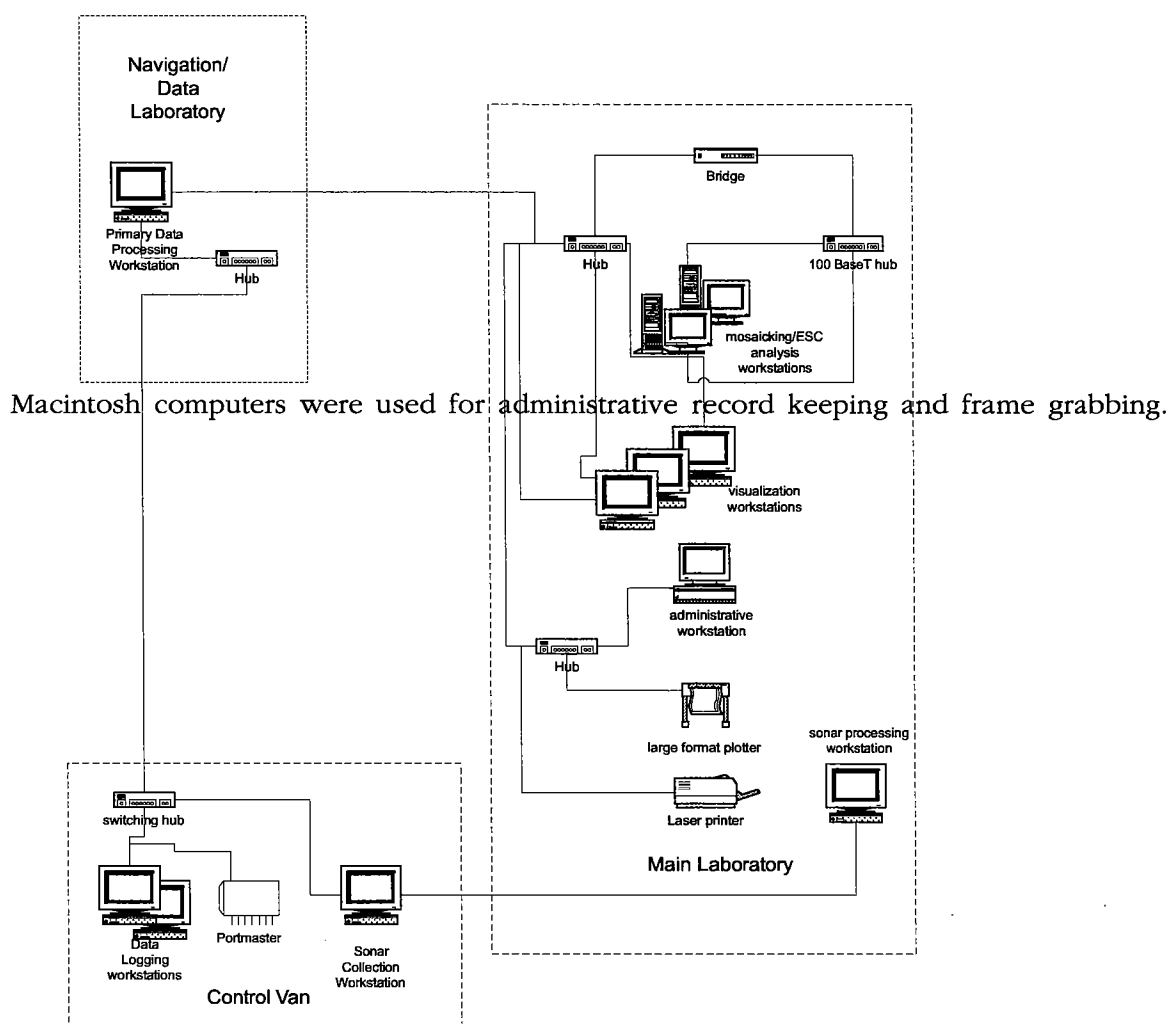 Navigation/
Data
Laboratory
Primary Data
Processing
Workstation
Hub
Bridge
Hub
100 BaseT hub
mosaicking/ESC
analysis
workstations
Macintosh computers were used for administrative record keeping and frame grabbing.
visualization
workstations
administrative
workstation
Hub
large format plotter
sonar processing
workstation
Laser printer
Main Laboratory
switching hub
Data
Logging
workstations
Portmaster
Sonar
Collection
Workstation
Control Van